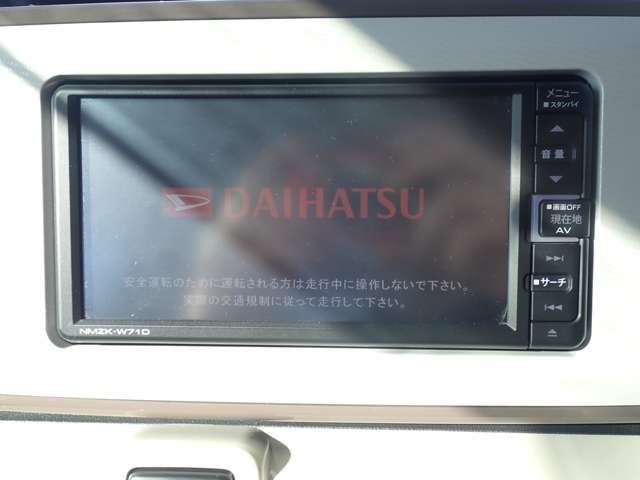 メニュー
■スタンバイ
音量
■画面OFF
現在地
AV
■サーチ
DAIHATSU
安全運転のために運転される方は走行中に操作しないで下さい。
実際の交通規制に従って走行して下さい。
NMZK-W71D